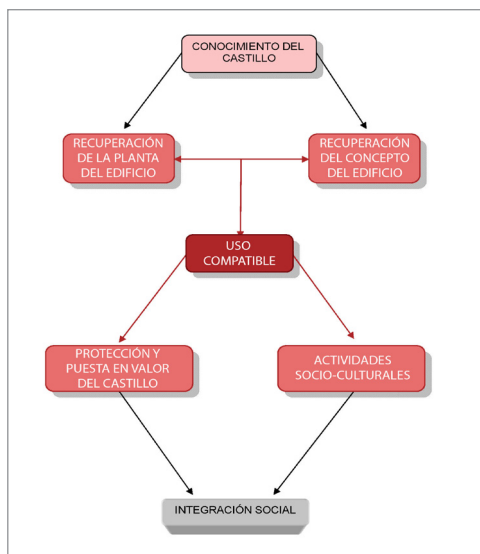 CONOCIMIENTO DEL
CASTILLO
RECUPERACIÓN
DE LA PLANTA
DEL EDIFICIO
RECUPERACIÓN
DEL CONCEPTO
DEL EDIFICIO
USO
COMPATIBLE
PROTECCIÓN Y
PUESTA EN VALOR
DEL CASTILLO
ACTIVIDADES
SOCIO-CULTURALES
INTEGRACIÓN SOCIAL